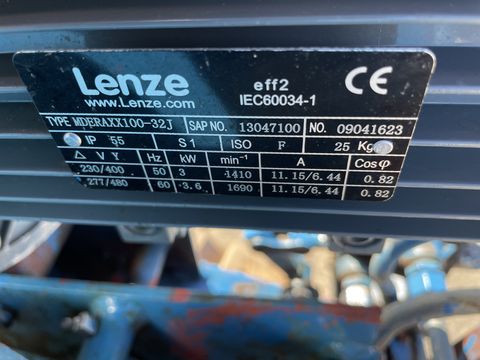 Lenze
www.Lenze.com
eff2
IEC60034-1
CE
TYPE MDERAXX100-32J SAP NO. 13047100 NO. 09041623
IP 55 S1 ISO F 25 Kg
△ V Y Hz kW min⁻¹ A Cosφ
230/400 50 3 1410 11.15/6.44 0.82
277/480 60 3.6 1690 11.15/6.44 0.82